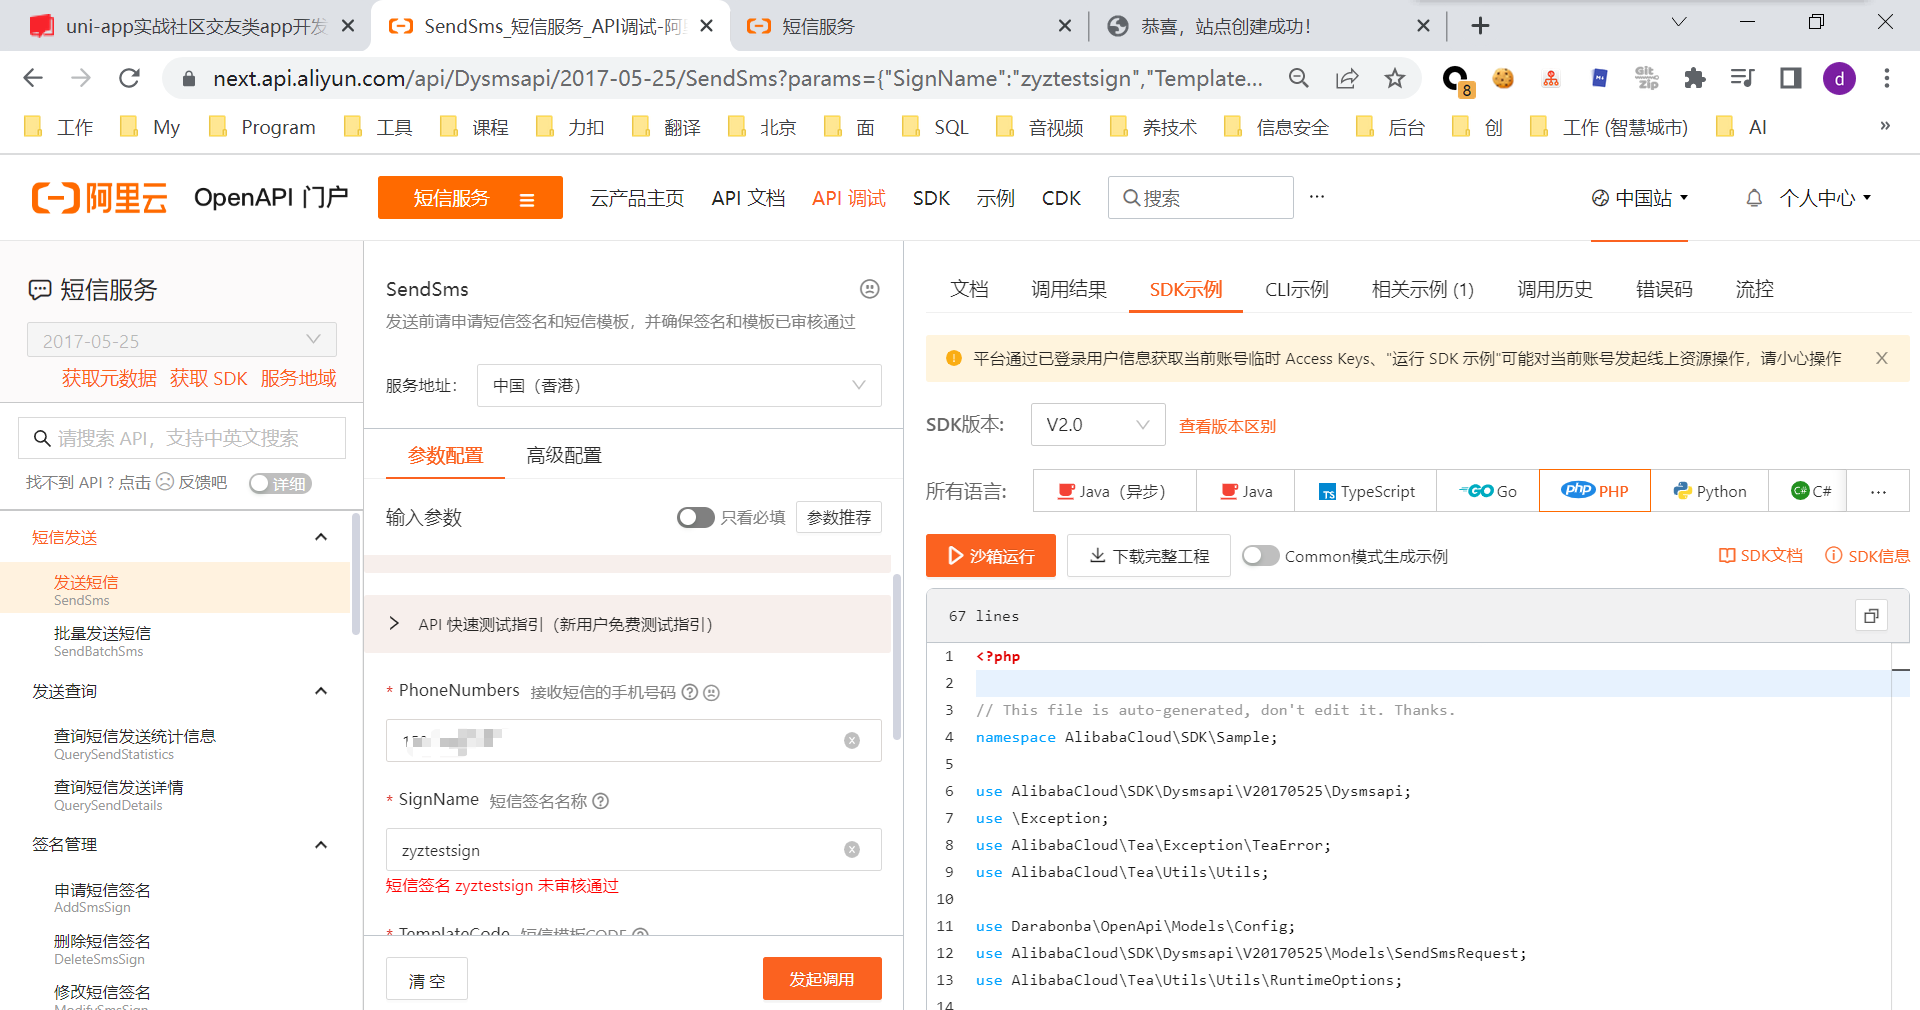 uni-app实战社区交友类app开发
SendSms_短信服务_API调试-阿
短信服务
恭喜，站点创建成功！
next.api.aliyun.com/api/Dysmsapi/2017-05-25/SendSms?params={"SignName":"zyztestsign","Template...
8
Git Zip
d
工作
My
Program
工具
课程
力扣
翻译
北京
面
SQL
音视频
养技术
信息安全
后台
创
工作 (智慧城市)
AI
»
阿里云
OpenAPI 门户
短信服务
云产品主页
API 文档
API 调试
SDK
示例
CDK
搜索
···
中国站
个人中心
短信服务
2017-05-25
获取元数据 获取 SDK 服务地域
请搜索 API，支持中英文搜索
找不到 API ? 点击 反馈吧
详细
短信发送
发送短信
SendSms
批量发送短信
SendBatchSms
发送查询
查询短信发送统计信息
QuerySendStatistics
查询短信发送详情
QuerySendDetails
签名管理
申请短信签名
AddSmsSign
删除短信签名
DeleteSmsSign
修改短信签名
ModifySmsSign
SendSms
发送前请申请短信签名和短信模板，并确保签名和模板已审核通过
服务地址：
中国（香港）
参数配置
高级配置
输入参数
只看必填
参数推荐
API 快速测试指引（新用户免费测试指引）
* PhoneNumbers 接收短信的手机号码
* SignName 短信签名名称
zyztestsign
短信签名 zyztestsign 未审核通过
* TemplateCode 短信模板CODE
清 空
发起调用
文档
调用结果
SDK示例
CLI示例
相关示例 (1)
调用历史
错误码
流控
平台通过已登录用户信息获取当前账号临时 Access Keys、"运行 SDK 示例"可能对当前账号发起线上资源操作，请小心操作
SDK版本:
V2.0
查看版本区别
所有语言:
Java（异步）
Java
TypeScript
GO Go
php PHP
Python
C# C#
···
沙箱运行
下载完整工程
Common模式生成示例
SDK文档
SDK信息
67 lines
1 <?php
2
3 // This file is auto-generated, don't edit it. Thanks.
4 namespace AlibabaCloud\SDK\Sample;
5
6 use AlibabaCloud\SDK\Dysmsapi\V20170525\Dysmsapi;
7 use \Exception;
8 use AlibabaCloud\Tea\Exception\TeaError;
9 use AlibabaCloud\Tea\Utils\Utils;
10
11 use Darabonba\OpenApi\Models\Config;
12 use AlibabaCloud\SDK\Dysmsapi\V20170525\Models\SendSmsRequest;
13 use AlibabaCloud\Tea\Utils\Utils\RuntimeOptions;
14